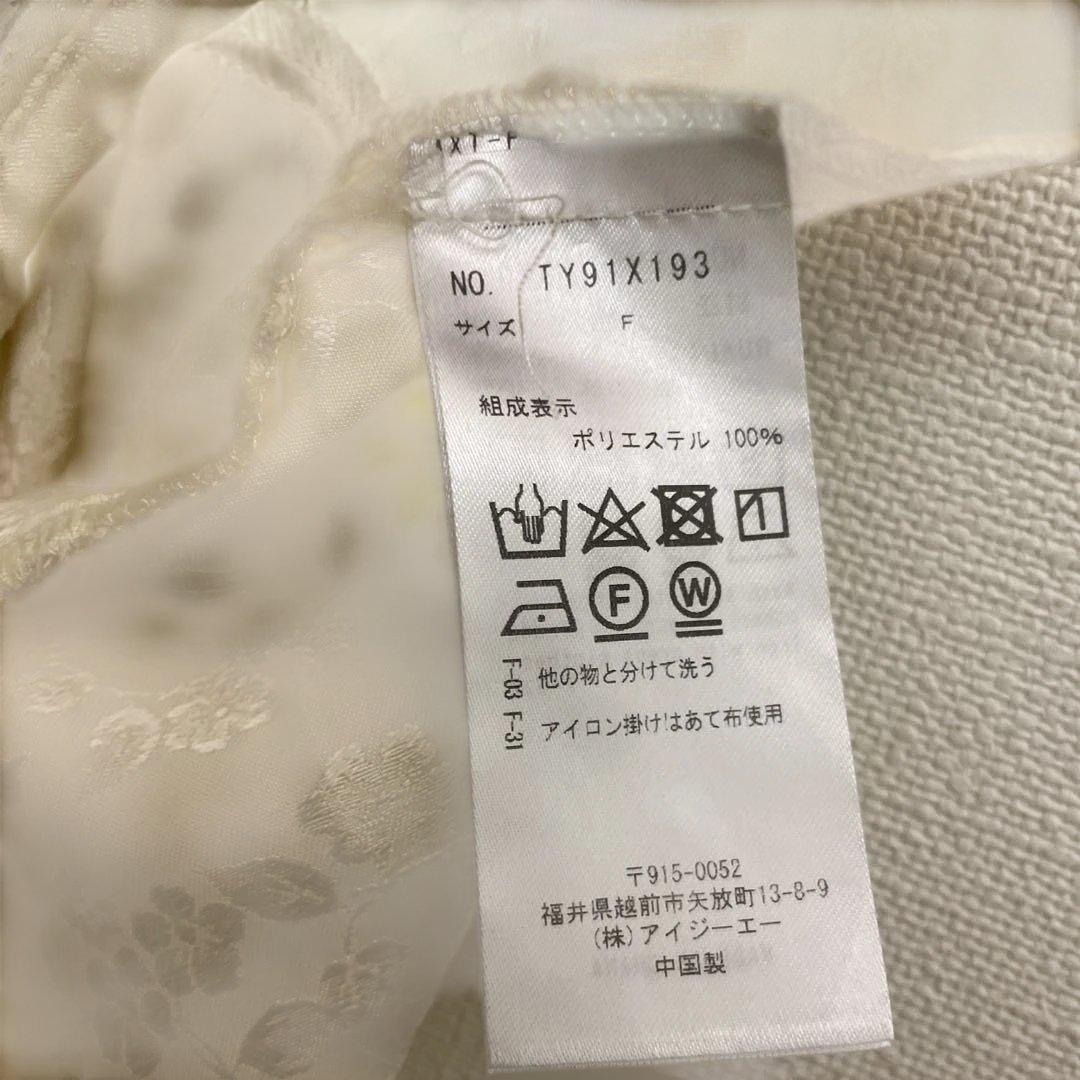 NO. TY91X193
サイズ F
組成表示
ポリエステル 100%
F
W
F-03 他の物と分けて洗う
F-31 アイロン掛けはあて布使用
〒915-0052
福井県越前市矢放町13-8-9
(株)アイジーエー
中国製